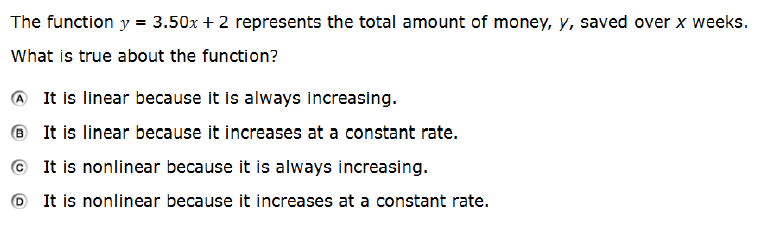 The function y = 3.50x + 2 represents the total amount of money, y, saved over x weeks.
What is true about the function?
A It is linear because it is always increasing.
B It is linear because it increases at a constant rate.
C It is nonlinear because it is always increasing.
D It is nonlinear because it increases at a constant rate.